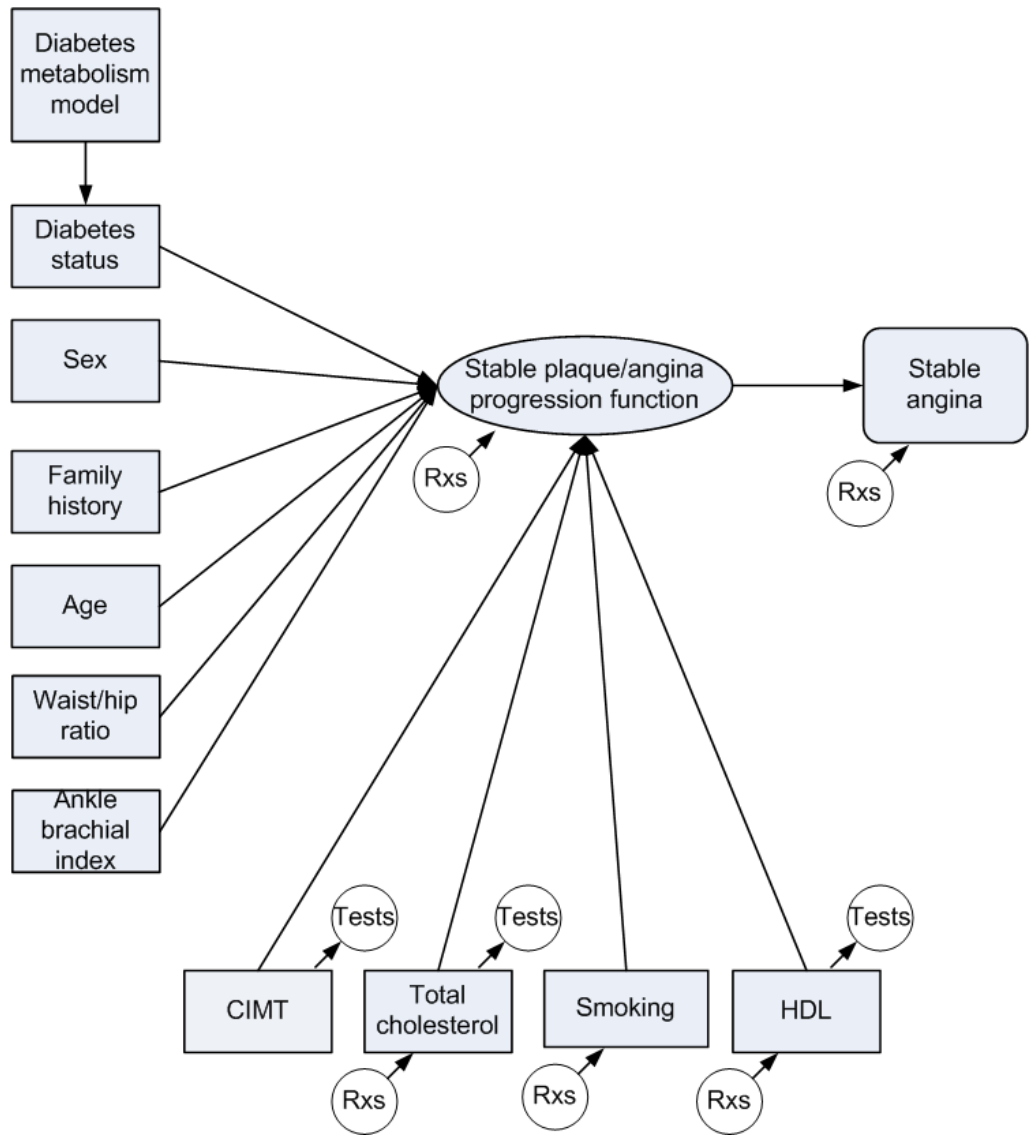 Diabetes
metabolism
model
Diabetes
status
Sex
Stable plaque/angina
progression function
Stable
angina
Family
history
Rxs
Rxs
Age
Waist/hip
ratio
Ankle
brachial
index
Tests
Tests
Tests
CIMT
Total
cholesterol
Smoking
HDL
Rxs
Rxs
Rxs